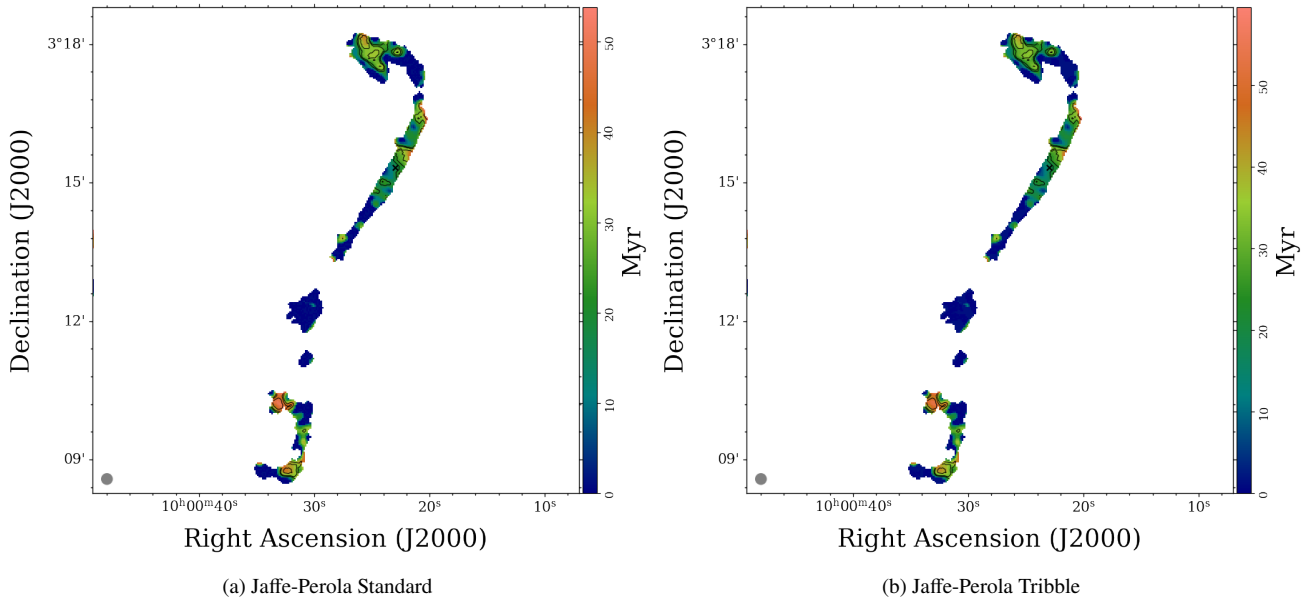 3°18'
15'
12'
09'
Declination (J2000)
10ʰ00ᵐ40ˢ
30ˢ
20ˢ
10ˢ
Right Ascension (J2000)
0
10
20
30
40
50
Myr
(a) Jaffe-Perola Standard
3°18'
15'
12'
09'
Declination (J2000)
10ʰ00ᵐ40ˢ
30ˢ
20ˢ
10ˢ
Right Ascension (J2000)
0
10
20
30
40
50
Myr
(b) Jaffe-Perola Tribble